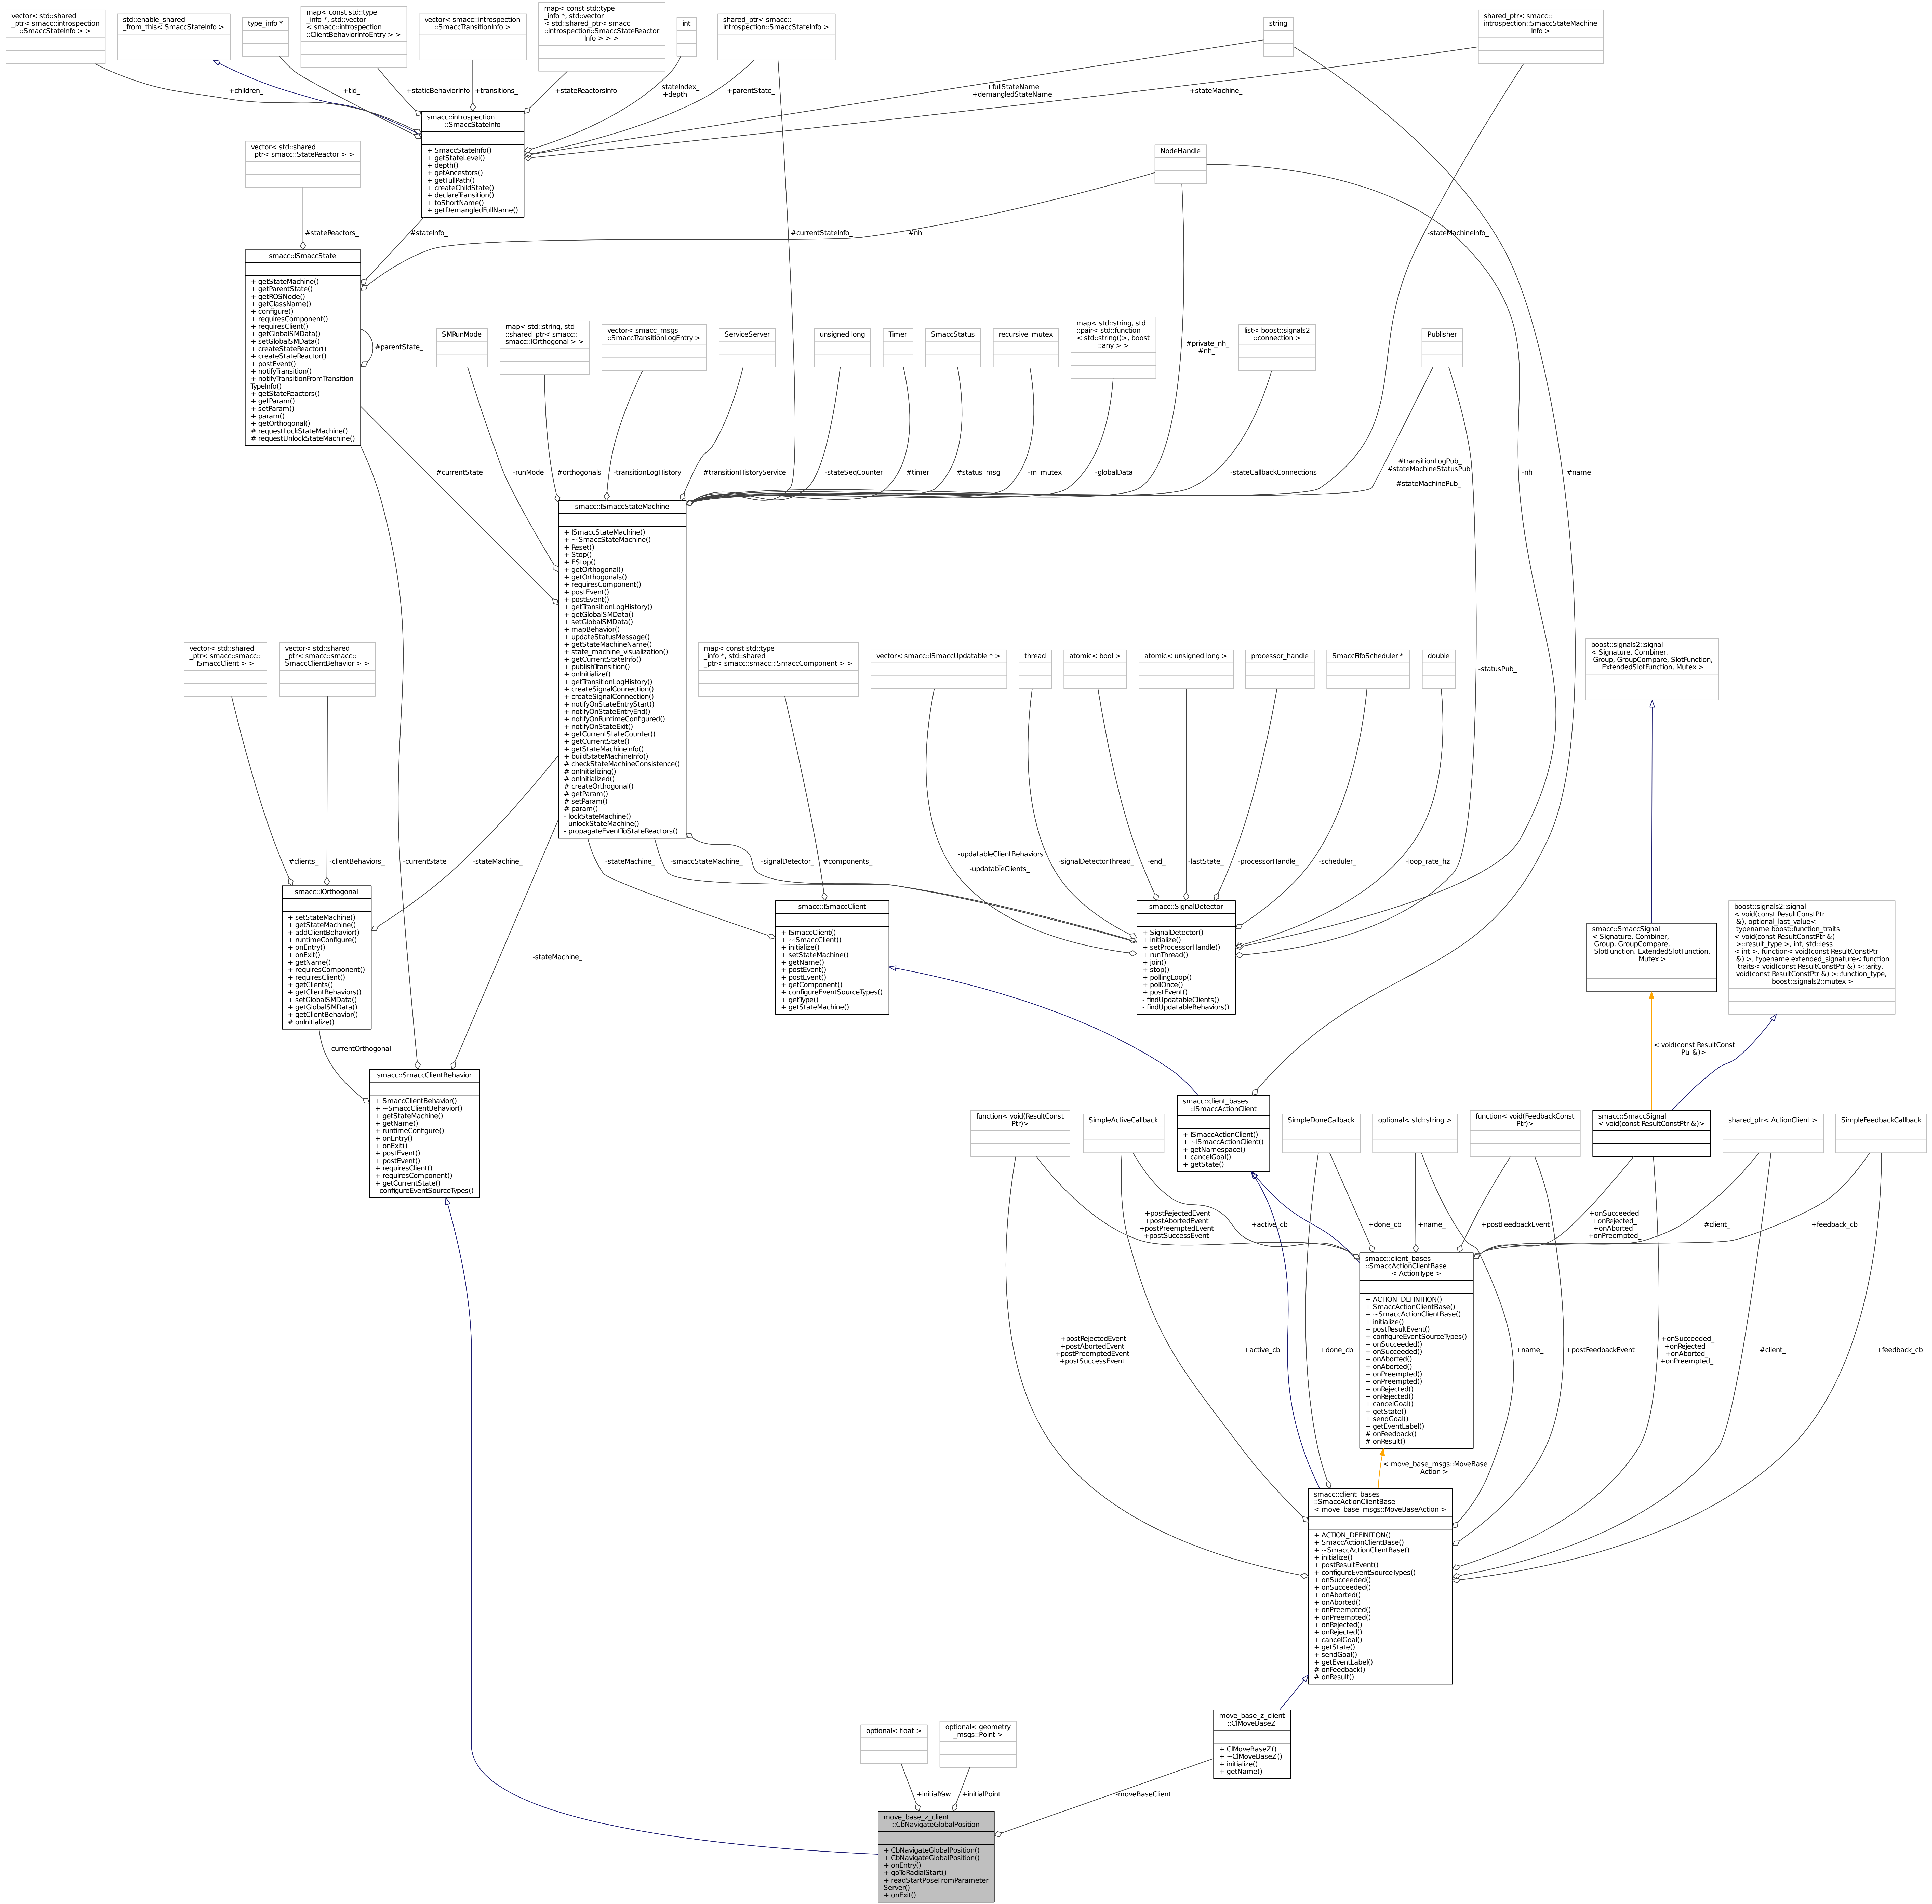 vector< std::shared
_ptr< smacc::introspection
::SmaccStateInfo > >
std::enable_shared
_from_this< SmaccStateInfo >
type_info *
map< const std::type
_info *, std::vector
< smacc::introspection
::ClientBehaviorInfoEntry > >
vector< smacc::introspection
::SmaccTransitionInfo >
map< const std::type
_info *, std::vector
< std::shared_ptr< smacc
::introspection::SmaccStateReactor
Info > > >
int
shared_ptr< smacc::
introspection::SmaccStateInfo >
string
shared_ptr< smacc::
introspection::SmaccStateMachine
Info >
+children_
+tid_
+staticBehaviorInfo
+transitions_
+stateReactorsInfo
+stateIndex_
+depth_
+parentState_
+fullStateName
+demangledStateName
+stateMachine_
smacc::introspection
::SmaccStateInfo
+ SmaccStateInfo()
+ getStateLevel()
+ depth()
+ getAncestors()
+ getFullPath()
+ createChildState()
+ declareTransition()
+ toShortName()
+ getDemangledFullName()
vector< std::shared
_ptr< smacc::StateReactor > >
NodeHandle
#stateReactors_
#stateInfo_
#nh
#currentStateInfo_
-stateMachineInfo_
smacc::ISmaccState
+ getStateMachine()
+ getParentState()
+ getROSNode()
+ getClassName()
+ configure()
+ requiresComponent()
+ requiresClient()
+ getGlobalSMData()
+ setGlobalSMData()
+ createStateReactor()
+ createStateReactor()
+ postEvent()
+ notifyTransition()
+ notifyTransitionFromTransition
TypeInfo()
+ getStateReactors()
+ getParam()
+ setParam()
+ param()
+ getOrthogonal()
# requestLockStateMachine()
# requestUnlockStateMachine()
#parentState_
SMRunMode
map< std::string, std
::shared_ptr< smacc::
smacc::IOrthogonal > >
vector< smacc_msgs
::SmaccTransitionLogEntry >
ServiceServer
unsigned long
Timer
SmaccStatus
recursive_mutex
map< std::string, std
::pair< std::function
< std::string()>, boost
::any > >
#private_nh_
#nh_
list< boost::signals2
::connection >
Publisher
#currentState_
-runMode_
#orthogonals_
-transitionLogHistory_
#transitionHistoryService_
-stateSeqCounter_
#timer_
#status_msg_
-m_mutex_
-globalData_
-stateCallbackConnections
#transitionLogPub_
#stateMachineStatusPub
_
#stateMachinePub_
-nh_
#name_
smacc::ISmaccStateMachine
+ ISmaccStateMachine()
+ ~ISmaccStateMachine()
+ Reset()
+ Stop()
+ EStop()
+ getOrthogonal()
+ getOrthogonals()
+ requiresComponent()
+ postEvent()
+ postEvent()
+ getTransitionLogHistory()
+ getGlobalSMData()
+ setGlobalSMData()
+ mapBehavior()
+ updateStatusMessage()
+ getStateMachineName()
+ state_machine_visualization()
+ getCurrentStateInfo()
+ publishTransition()
+ onInitialize()
+ getTransitionLogHistory()
+ createSignalConnection()
+ createSignalConnection()
+ notifyOnStateEntryStart()
+ notifyOnStateEntryEnd()
+ notifyOnRuntimeConfigured()
+ notifyOnStateExit()
+ getCurrentStateCounter()
+ getCurrentState()
+ getStateMachineInfo()
+ buildStateMachineInfo()
# checkStateMachineConsistence()
# onInitializing()
# onInitialized()
# createOrthogonal()
# getParam()
# setParam()
# param()
- lockStateMachine()
- unlockStateMachine()
- propagateEventToStateReactors()
vector< std::shared
_ptr< smacc::smacc::
ISmaccClient > >
vector< std::shared
_ptr< smacc::smacc::
SmaccClientBehavior > >
map< const std::type
_info *, std::shared
_ptr< smacc::smacc::ISmaccComponent > >
vector< smacc::ISmaccUpdatable * >
thread
atomic< bool >
atomic< unsigned long >
processor_handle
SmaccFifoScheduler *
double
-statusPub_
boost::signals2::signal
< Signature, Combiner,
Group, GroupCompare, SlotFunction,
ExtendedSlotFunction, Mutex >
#clients_
-clientBehaviors_
-currentState
-stateMachine_
-stateMachine_
-smaccStateMachine_
-signalDetector_
#components_
-updatableClientBehaviors
_
-updatableClients_
-signalDetectorThread_
-end_
-lastState_
-processorHandle_
-scheduler_
-loop_rate_hz
smacc::IOrthogonal
+ setStateMachine()
+ getStateMachine()
+ addClientBehavior()
+ runtimeConfigure()
+ onEntry()
+ onExit()
+ getName()
+ requiresComponent()
+ requiresClient()
+ getClients()
+ getClientBehaviors()
+ setGlobalSMData()
+ getGlobalSMData()
+ getClientBehavior()
# onInitialize()
smacc::ISmaccClient
+ ISmaccClient()
+ ~ISmaccClient()
+ initialize()
+ setStateMachine()
+ getName()
+ postEvent()
+ postEvent()
+ getComponent()
+ configureEventSourceTypes()
+ getType()
+ getStateMachine()
smacc::SignalDetector
+ SignalDetector()
+ initialize()
+ setProcessorHandle()
+ runThread()
+ join()
+ stop()
+ pollingLoop()
+ pollOnce()
+ postEvent()
- findUpdatableClients()
- findUpdatableBehaviors()
smacc::SmaccSignal
< Signature, Combiner,
Group, GroupCompare,
SlotFunction, ExtendedSlotFunction,
Mutex >
boost::signals2::signal
< void(const ResultConstPtr
&), optional_last_value<
typename boost::function_traits
< void(const ResultConstPtr &)
>::result_type >, int, std::less
< int >, function< void(const ResultConstPtr
&) >, typename extended_signature< function
_traits< void(const ResultConstPtr &) >::arity,
void(const ResultConstPtr &) >::function_type,
boost::signals2::mutex >
-stateMachine_
-currentOrthogonal
< void(const ResultConst
Ptr &)>
smacc::SmaccClientBehavior
+ SmaccClientBehavior()
+ ~SmaccClientBehavior()
+ getStateMachine()
+ getName()
+ runtimeConfigure()
+ onEntry()
+ onExit()
+ postEvent()
+ postEvent()
+ requiresClient()
+ requiresComponent()
+ getCurrentState()
- configureEventSourceTypes()
function< void(ResultConst
Ptr)>
SimpleActiveCallback
smacc::client_bases
::ISmaccActionClient
+ ISmaccActionClient()
+ ~ISmaccActionClient()
+ getNamespace()
+ cancelGoal()
+ getState()
SimpleDoneCallback
optional< std::string >
function< void(FeedbackConst
Ptr)>
smacc::SmaccSignal
< void(const ResultConstPtr &)>
shared_ptr< ActionClient >
SimpleFeedbackCallback
+postRejectedEvent
+postAbortedEvent
+postPreemptedEvent
+postSuccessEvent
+active_cb
+done_cb
+name_
+postFeedbackEvent
+onSucceeded_
+onRejected_
+onAborted_
+onPreempted_
#client_
+feedback_cb
smacc::client_bases
::SmaccActionClientBase
< ActionType >
+ ACTION_DEFINITION()
+ SmaccActionClientBase()
+ ~SmaccActionClientBase()
+ initialize()
+ postResultEvent()
+ configureEventSourceTypes()
+ onSucceeded()
+ onSucceeded()
+ onAborted()
+ onAborted()
+ onPreempted()
+ onPreempted()
+ onRejected()
+ onRejected()
+ cancelGoal()
+ getState()
+ sendGoal()
+ getEventLabel()
# onFeedback()
# onResult()
+postRejectedEvent
+postAbortedEvent
+postPreemptedEvent
+postSuccessEvent
+active_cb
+done_cb
+name_
+postFeedbackEvent
+onSucceeded_
+onRejected_
+onAborted_
+onPreempted_
#client_
+feedback_cb
< move_base_msgs::MoveBase
Action >
smacc::client_bases
::SmaccActionClientBase
< move_base_msgs::MoveBaseAction >
+ ACTION_DEFINITION()
+ SmaccActionClientBase()
+ ~SmaccActionClientBase()
+ initialize()
+ postResultEvent()
+ configureEventSourceTypes()
+ onSucceeded()
+ onSucceeded()
+ onAborted()
+ onAborted()
+ onPreempted()
+ onPreempted()
+ onRejected()
+ onRejected()
+ cancelGoal()
+ getState()
+ sendGoal()
+ getEventLabel()
# onFeedback()
# onResult()
optional< float >
optional< geometry
_msgs::Point >
move_base_z_client
::ClMoveBaseZ
+ ClMoveBaseZ()
+ ~ClMoveBaseZ()
+ initialize()
+ getName()
+initialYaw
+initialPoint
-moveBaseClient_
move_base_z_client
::CbNavigateGlobalPosition
+ CbNavigateGlobalPosition()
+ CbNavigateGlobalPosition()
+ onEntry()
+ goToRadialStart()
+ readStartPoseFromParameter
Server()
+ onExit()